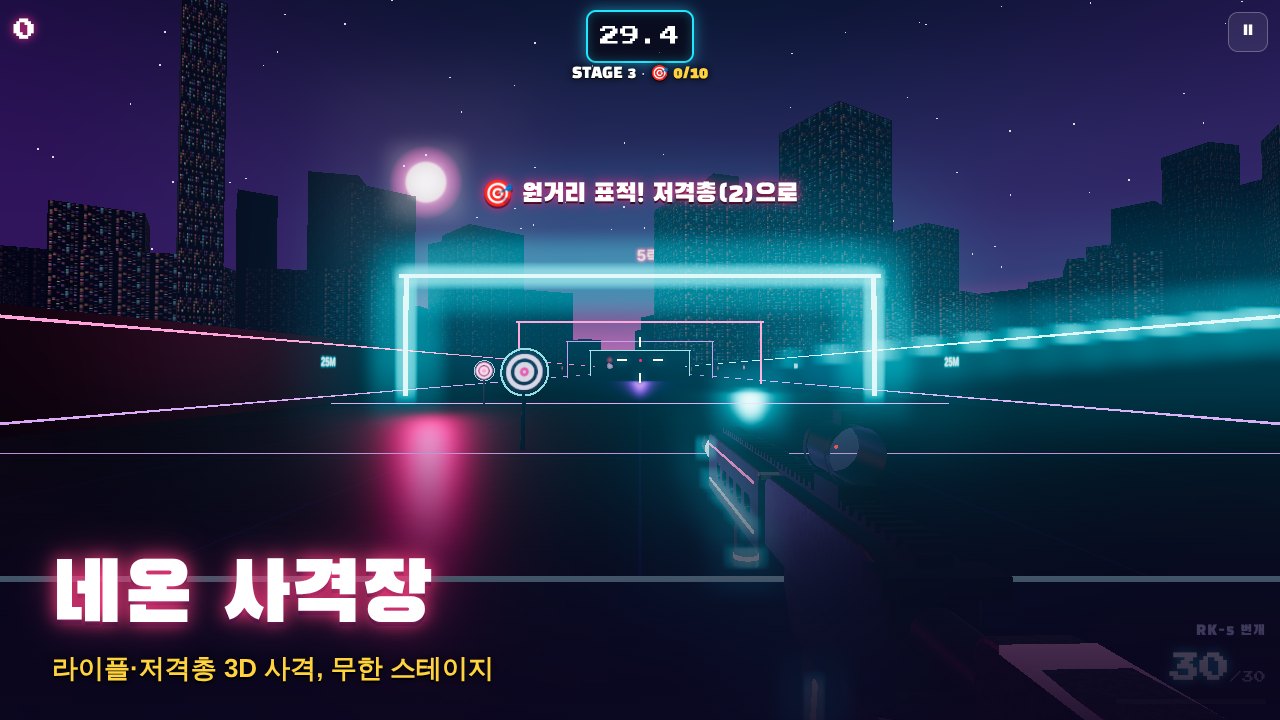 0
29.4
STAGE 3 · 🎯 0/10
🎯 원거리 표적! 저격총(2)으로
25M
25M
네온 사격장
라이플·저격총 3D 사격, 무한 스테이지
RK-5 번개
30/30